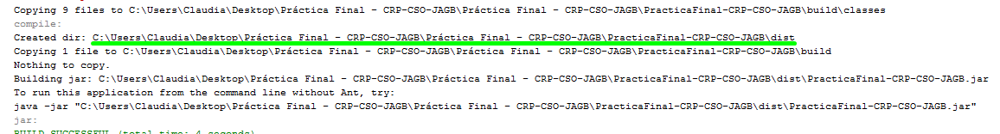 Copying 9 files to C:\Users\Claudia\Desktop\Práctica Final - CRP-CSO-JAGB\Práctica Final - CRP-CSO-JAGB\PracticaFinal-CRP-CSO-JAGB\build\classes
compile:
Created dir: C:\Users\Claudia\Desktop\Práctica Final - CRP-CSO-JAGB\Práctica Final - CRP-CSO-JAGB\PracticaFinal-CRP-CSO-JAGB\dist
Copying 1 file to C:\Users\Claudia\Desktop\Práctica Final - CRP-CSO-JAGB\Práctica Final - CRP-CSO-JAGB\PracticaFinal-CRP-CSO-JAGB\build
Nothing to copy.
Building jar: C:\Users\Claudia\Desktop\Práctica Final - CRP-CSO-JAGB\Práctica Final - CRP-CSO-JAGB\PracticaFinal-CRP-CSO-JAGB\dist\PracticaFinal-CRP-CSO-JAGB.jar
To run this application from the command line without Ant, try:
java -jar "C:\Users\Claudia\Desktop\Práctica Final - CRP-CSO-JAGB\Práctica Final - CRP-CSO-JAGB\PracticaFinal-CRP-CSO-JAGB\dist\PracticaFinal-CRP-CSO-JAGB.jar"
jar:
BUILD SUCCESSFUL (total time: 4 seconds)